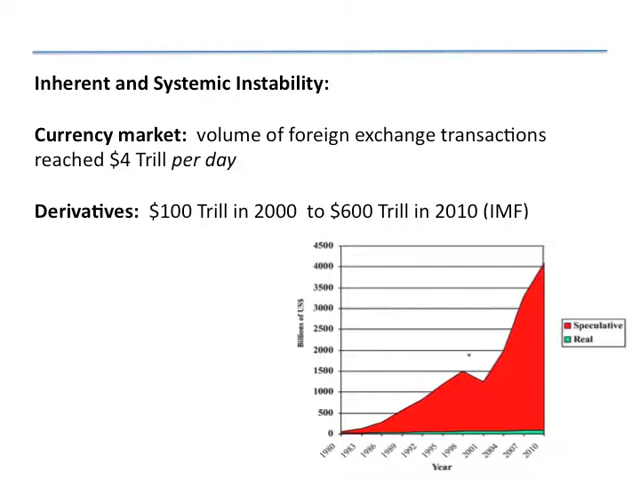 Inherent and Systemic Instability:
Currency market: volume of foreign exchange transactions
reached $4 Trill per day
Derivatives: $100 Trill in 2000 to $600 Trill in 2010 (IMF)
4500
4000
3500
3000
2500
2000
1500
1000
500
0
Billions of US$
1980
1983
1986
1989
1992
1995
1998
2001
2004
2007
2010
Year
Speculative
Real